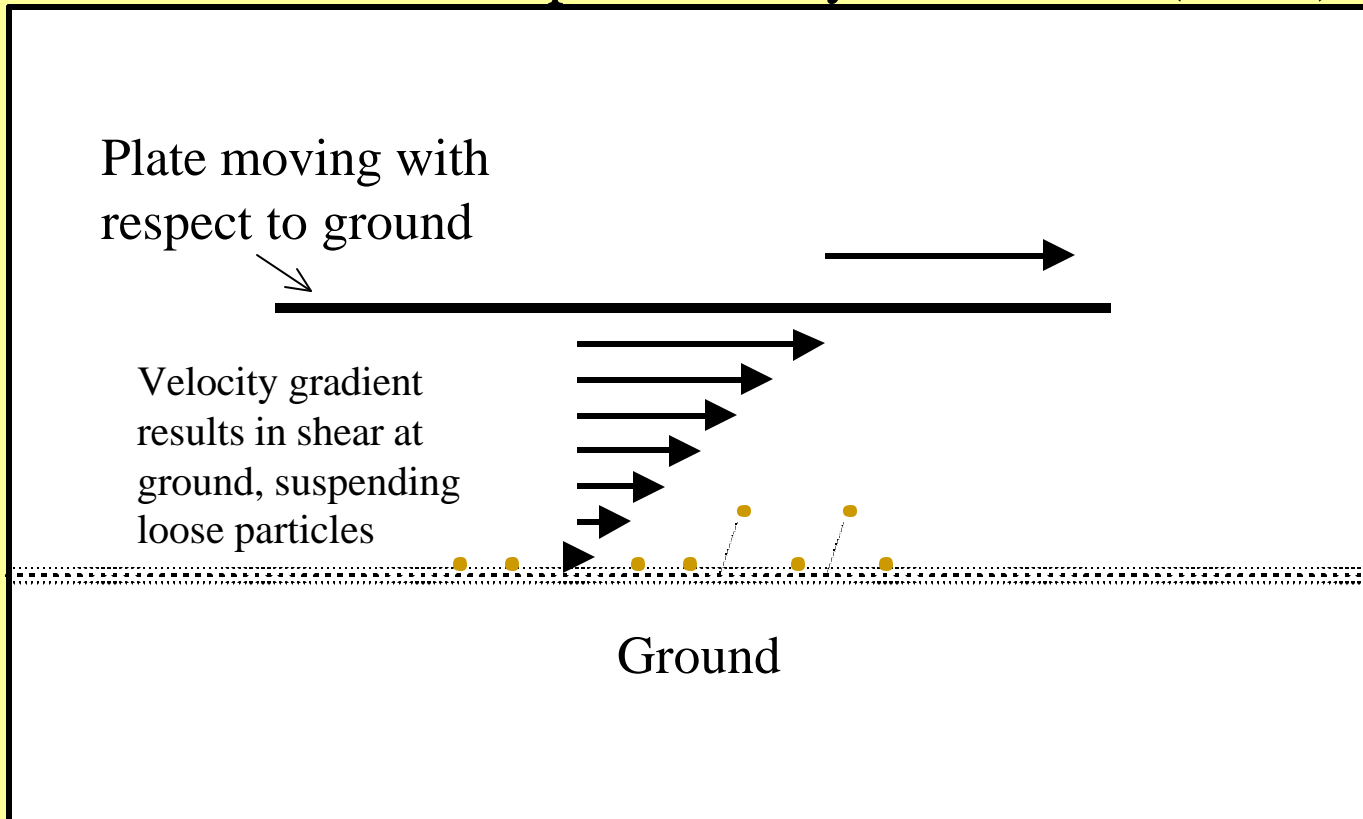 Plate moving with
respect to ground
Velocity gradient
results in shear at
ground, suspending
loose particles
Ground